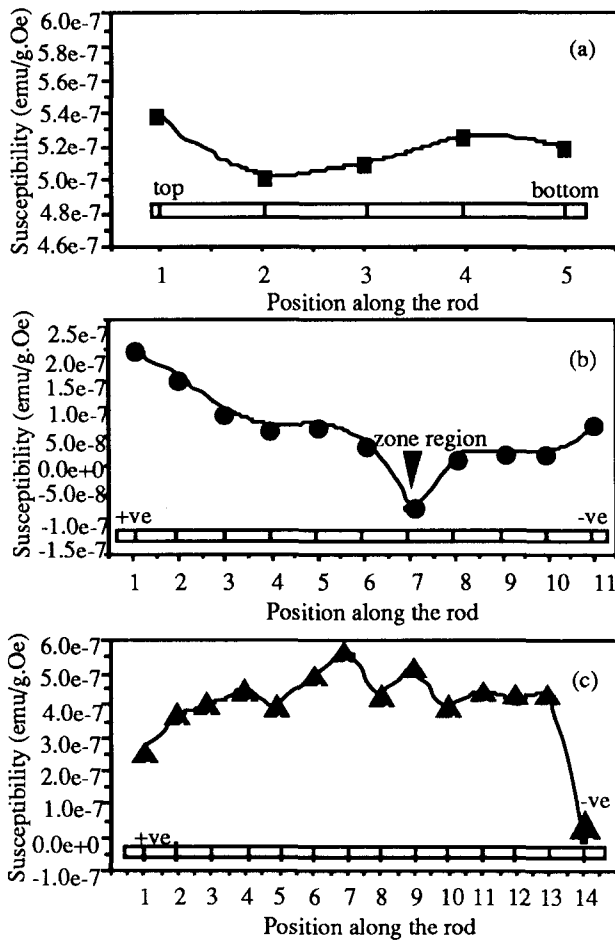 Susceptibility (emu/g.Oe)
6.0e-7
5.8e-7
5.6e-7
5.4e-7
5.2e-7
5.0e-7
4.8e-7
4.6e-7
(a)
top
bottom
1 2 3 4 5
Position along the rod
Susceptibility (emu/g.Oe)
2.5e-7
2.0e-7
1.5e-7
1.0e-7
5.0e-8
0.0e+0
-5.0e-8
-1.0e-7
-1.5e-7
(b)
zone region
+ve
-ve
1 2 3 4 5 6 7 8 9 10 11
Position along the rod
Susceptibility (emu/g.Oe)
6.0e-7
5.0e-7
4.0e-7
3.0e-7
2.0e-7
1.0e-7
0.0e+0
-1.0e-7
(c)
+ve
-ve
1 2 3 4 5 6 7 8 9 10 11 12 13 14
Position along the rod